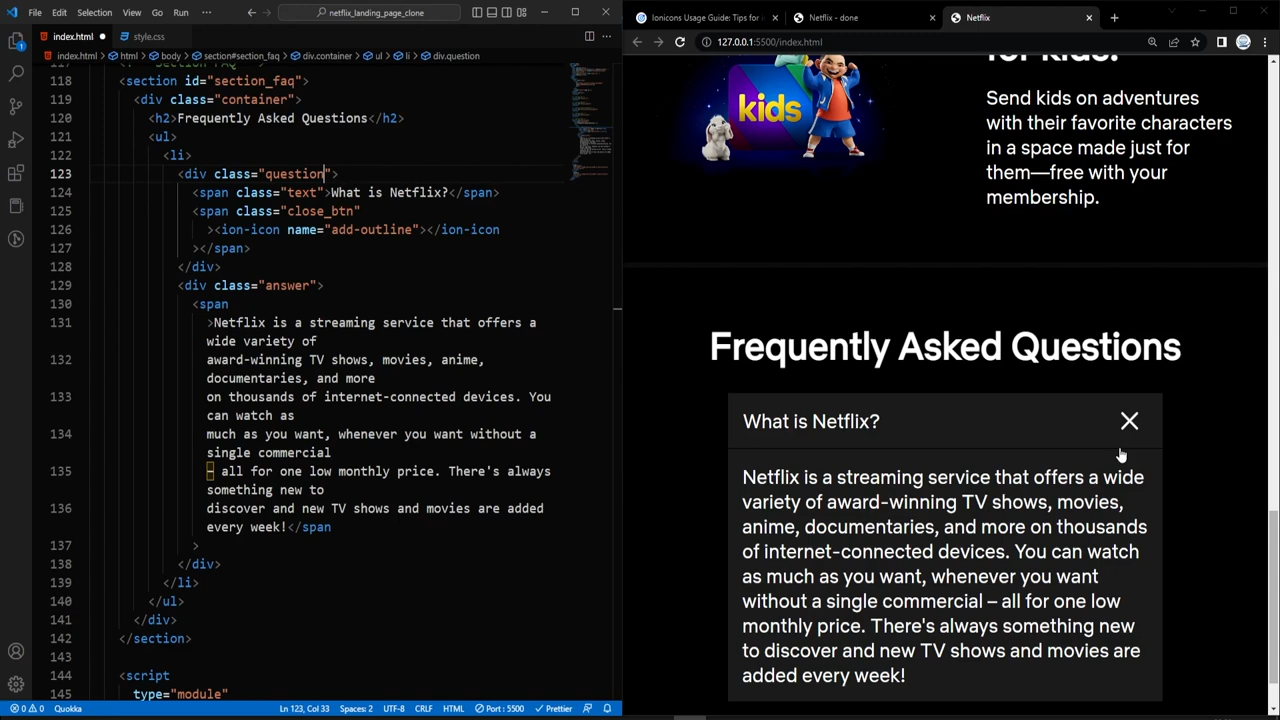 File Edit Selection View Go Run ···
netflix_landing_page_clone
index.html
style.css
index.html > html > body > section#section_faq > div.container > ul > li > div.question
118 <section id="section_faq">
119 <div class="container">
120 <h2>Frequently Asked Questions</h2>
121 <ul>
122 <li>
123 <div class="question">
124 <span class="text">What is Netflix?</span>
125 <span class="close_btn"
126 ><ion-icon name="add-outline"></ion-icon
127 ></span>
128 </div>
129 <div class="answer">
130 <span
131 >Netflix is a streaming service that offers a
wide variety of
132 award-winning TV shows, movies, anime,
documentaries, and more
133 on thousands of internet-connected devices. You
can watch as
134 much as you want, whenever you want without a
single commercial
135 – all for one low monthly price. There's always
something new to
136 discover and new TV shows and movies are added
every week!</span
137 >
138 </div>
139 </li>
140 </ul>
141 </div>
142 </section>
143
144 <script
145 type="module"
1
0 0 Quokka Ln 123, Col 33 Spaces: 2 UTF-8 CRLF HTML Port : 5500 Prettier
Ionicons Usage Guide: Tips for i
Netflix - done
Netflix
127.0.0.1:5500/index.html
kids
for kids.
Send kids on adventures
with their favorite characters
in a space made just for
them—free with your
membership.
Frequently Asked Questions
What is Netflix?
Netflix is a streaming service that offers a wide
variety of award-winning TV shows, movies,
anime, documentaries, and more on thousands
of internet-connected devices. You can watch
as much as you want, whenever you want
without a single commercial – all for one low
monthly price. There's always something new
to discover and new TV shows and movies are
added every week!